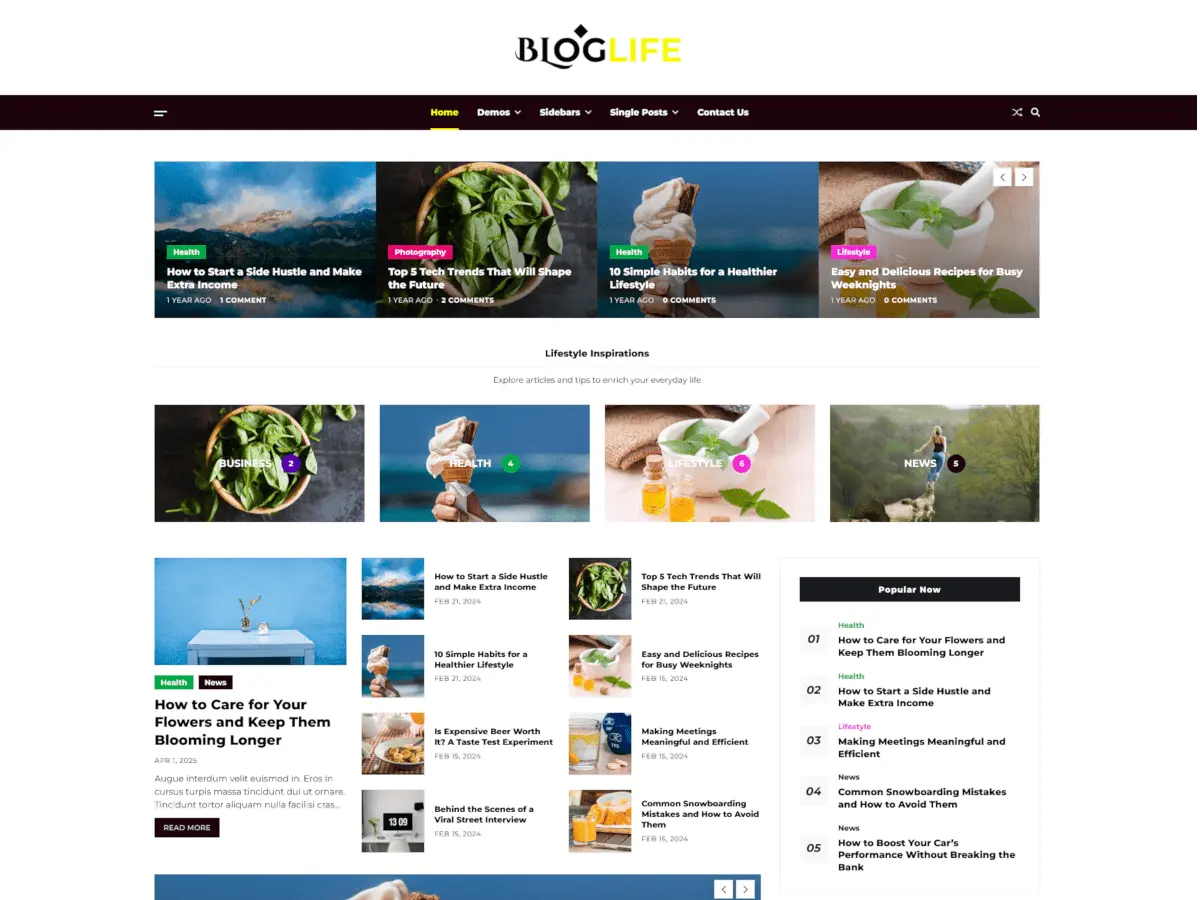 BLOGLIFE
Home Demos Sidebars Single Posts Contact Us
Health
How to Start a Side Hustle and Make
Extra Income
1 YEAR AGO 1 COMMENT
Photography
Top 5 Tech Trends That Will Shape
the Future
1 YEAR AGO · 2 COMMENTS
Health
10 Simple Habits for a Healthier
Lifestyle
1 YEAR AGO 0 COMMENTS
Lifestyle
Easy and Delicious Recipes for Busy
Weeknights
1 YEAR AGO 0 COMMENTS
Lifestyle Inspirations
Explore articles and tips to enrich your everyday life
BUSINESS 2
HEALTH 4
LIFESTYLE 6
NEWS 5
Health News
How to Care for Your
Flowers and Keep Them
Blooming Longer
APR 1, 2025
Augue interdum velit euismod in. Eros in
cursus turpis massa tincidunt dui ut ornare.
Tincidunt tortor aliquam nulla facilisi cras...
READ MORE
How to Start a Side Hustle
and Make Extra Income
FEB 21, 2024
10 Simple Habits for a
Healthier Lifestyle
FEB 21, 2024
Is Expensive Beer Worth
It? A Taste Test Experiment
FEB 15, 2024
13 09
Behind the Scenes of a
Viral Street Interview
FEB 15, 2024
Top 5 Tech Trends That Will
Shape the Future
FEB 21, 2024
Easy and Delicious Recipes
for Busy Weeknights
FEB 15, 2024
Making Meetings
Meaningful and Efficient
FEB 15, 2024
Common Snowboarding
Mistakes and How to Avoid
Them
FEB 15, 2024
Popular Now
01
Health
How to Care for Your Flowers and
Keep Them Blooming Longer
02
Health
How to Start a Side Hustle and
Make Extra Income
03
Lifestyle
Making Meetings Meaningful and
Efficient
04
News
Common Snowboarding Mistakes
and How to Avoid Them
05
News
How to Boost Your Car's
Performance Without Breaking the
Bank